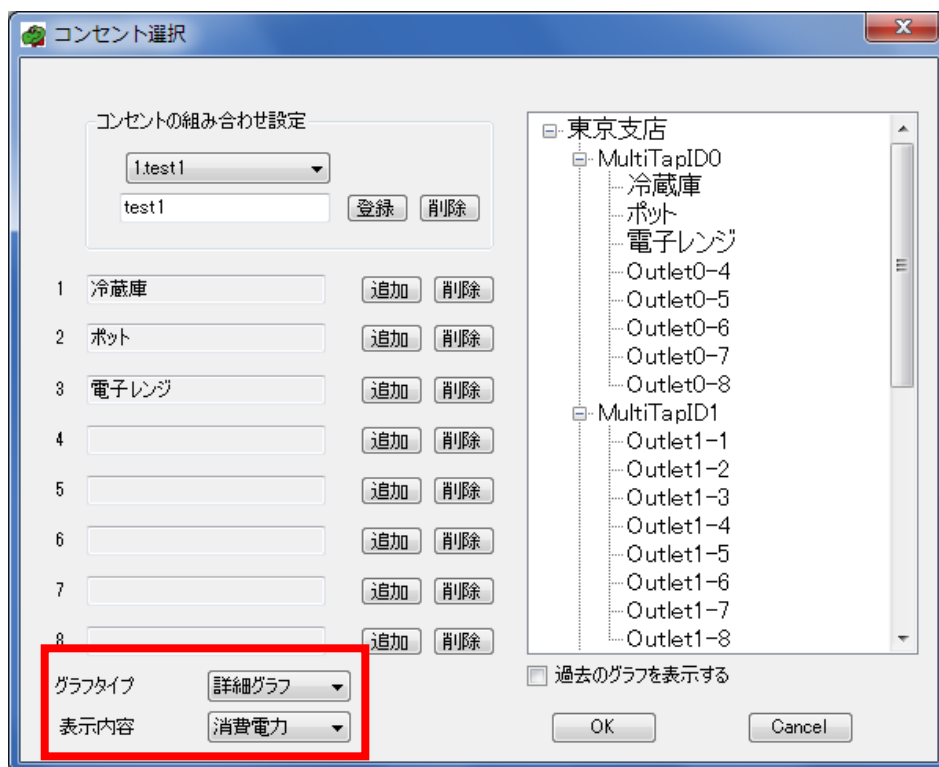 コンセント選択
コンセントの組み合わせ設定
1.test1
test1 登録 削除
1 冷蔵庫 追加 削除
2 ポット 追加 削除
3 電子レンジ 追加 削除
4 追加 削除
5 追加 削除
6 追加 削除
7 追加 削除
8 追加 削除
グラフタイプ 詳細グラフ
表示内容 消費電力
東京支店
MultiTapID0
冷蔵庫
ポット
電子レンジ
Outlet0-4
Outlet0-5
Outlet0-6
Outlet0-7
Outlet0-8
MultiTapID1
Outlet1-1
Outlet1-2
Outlet1-3
Outlet1-4
Outlet1-5
Outlet1-6
Outlet1-7
Outlet1-8
過去のグラフを表示する
OK Cancel